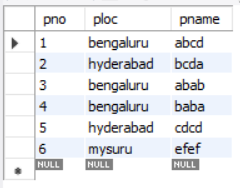 pno ploc pname
1 bengaluru abcd
2 hyderabad bcda
3 bengaluru abab
4 bengaluru baba
5 hyderabad cdcd
6 mysuru efef
NULL NULL NULL